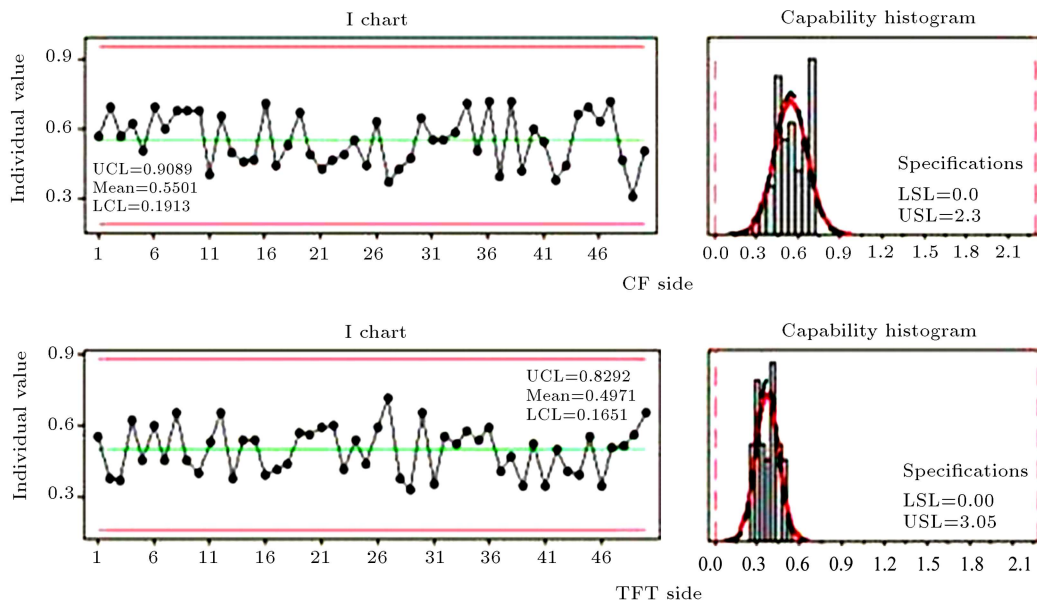 I chart
Individual value
0.9
0.6
0.3
UCL=0.9089
Mean=0.5501
LCL=0.1913
1 6 11 16 21 26 31 36 41 46
Capability histogram
Specifications
LSL=0.0
USL=2.3
0.0 0.3 0.6 0.9 1.2 1.5 1.8 2.1
CF side
I chart
Individual value
0.9
0.6
0.3
UCL=0.8292
Mean=0.4971
LCL=0.1651
1 6 11 16 21 26 31 36 41 46
Capability histogram
Specifications
LSL=0.00
USL=3.05
0.0 0.3 0.6 0.9 1.2 1.5 1.8 2.1
TFT side